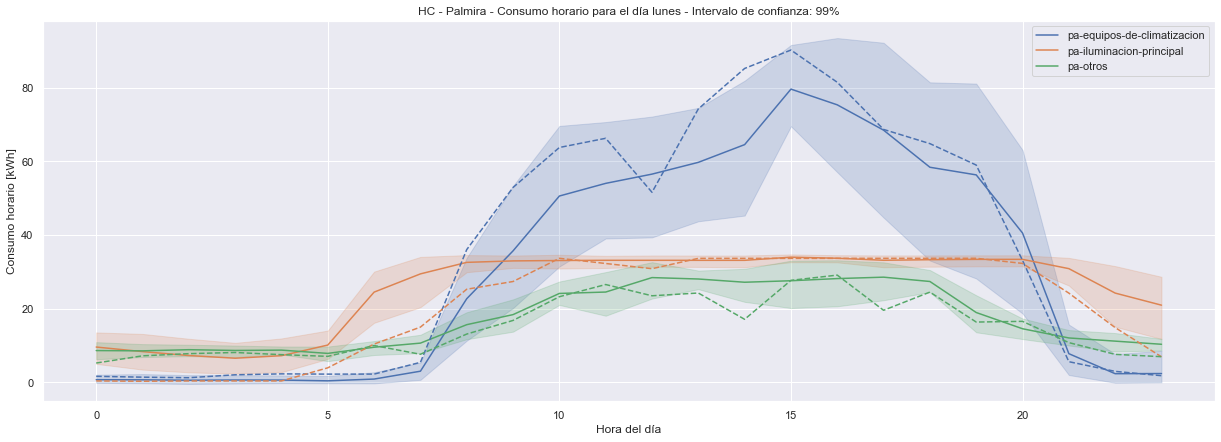 HC - Palmira - Consumo horario para el día lunes - Intervalo de confianza: 99%
pa-equipos-de-climatizacion
pa-iluminacion-principal
pa-otros
Consumo horario [kWh]
80
60
40
20
0
0 5 10 15 20
Hora del día